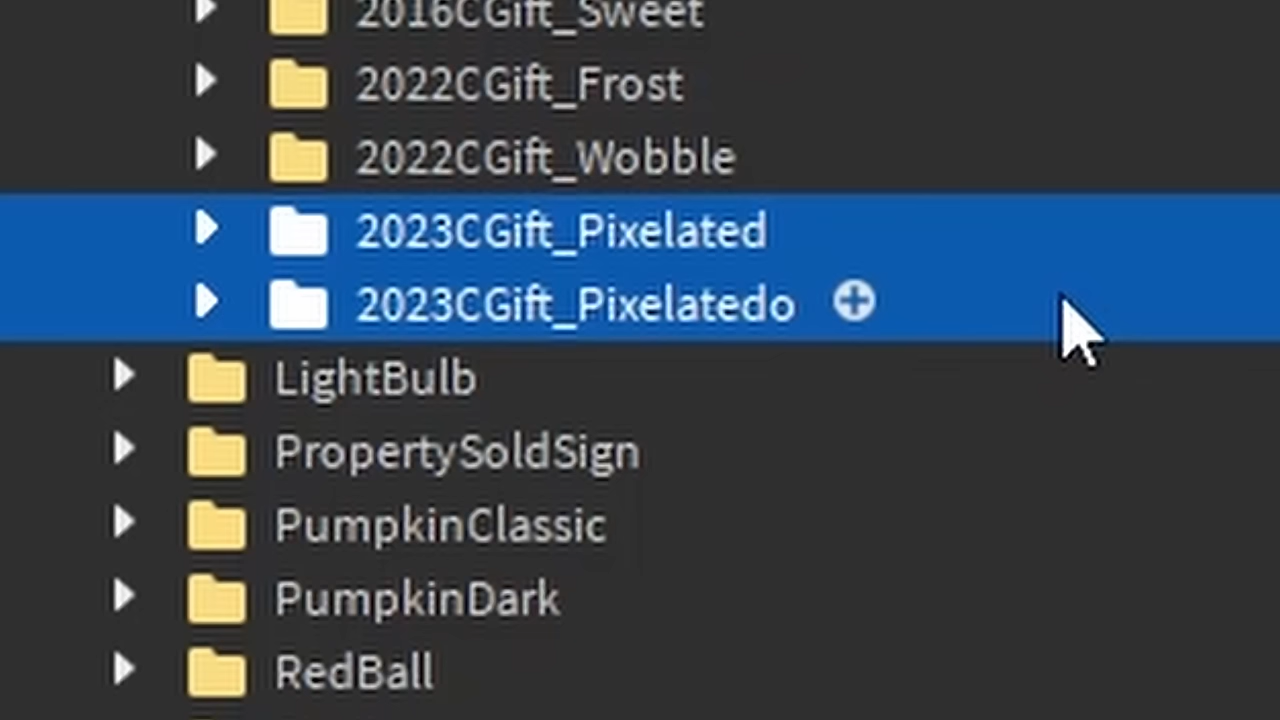 2016CGift_Sweet
2022CGift_Frost
2022CGift_Wobble
2023CGift_Pixelated
2023CGift_Pixelatedo
LightBulb
PropertySoldSign
PumpkinClassic
PumpkinDark
RedBall